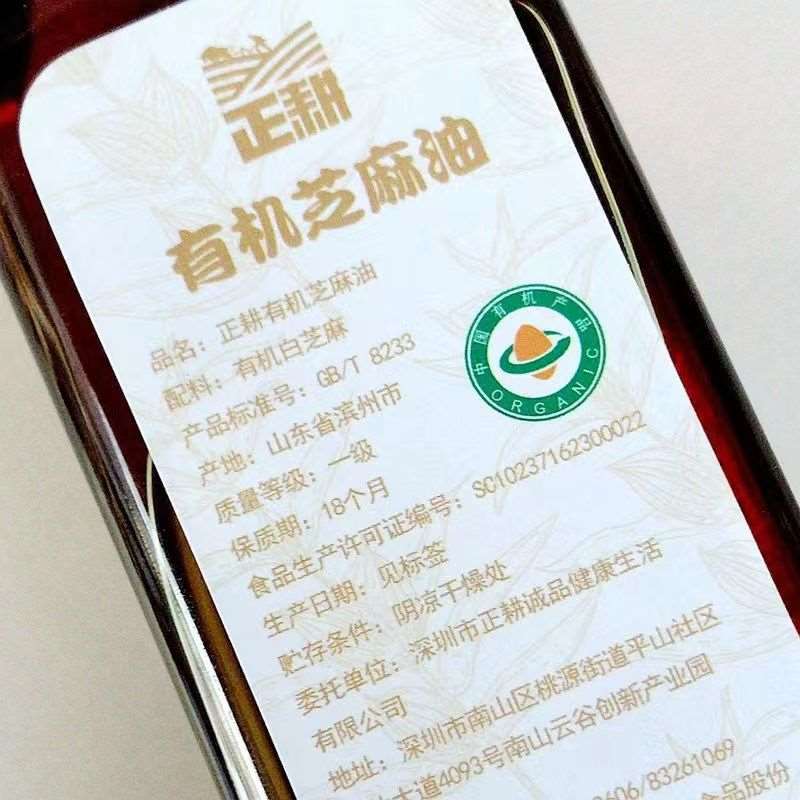 正耕
有机芝麻油
品名：正耕有机芝麻油
配料：有机白芝麻
产品标准号：GB/T 8233
产地：山东省滨州市
质量等级：一级
保质期：18个月
食品生产许可证编号：SC10237162300022
生产日期：见标签
贮存条件：阴凉干燥处
委托单位：深圳市正耕诚品健康生活
有限公司
地址：深圳市南山区桃源街道平山社区
大道4093号南山云谷创新产业园
0606/83261069
食品股份
中国有机产品
ORGANIC